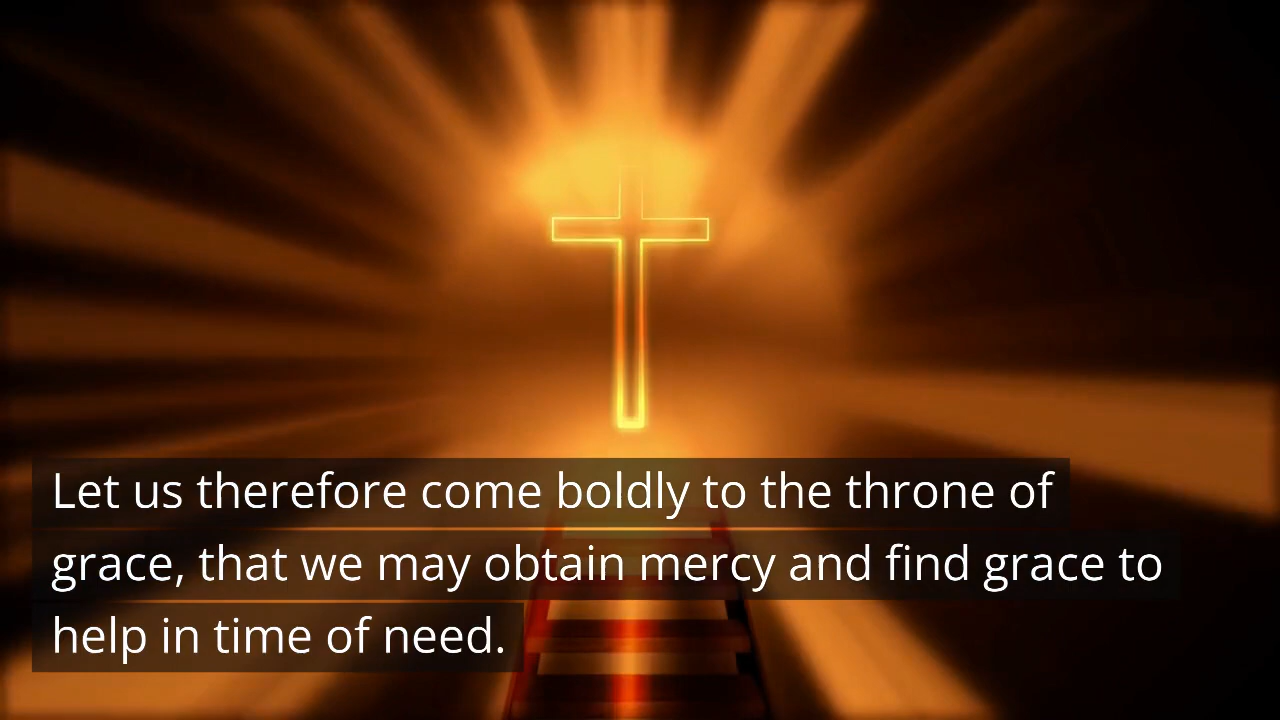 Let us therefore come boldly to the throne of
grace, that we may obtain mercy and find grace to
help in time of need.